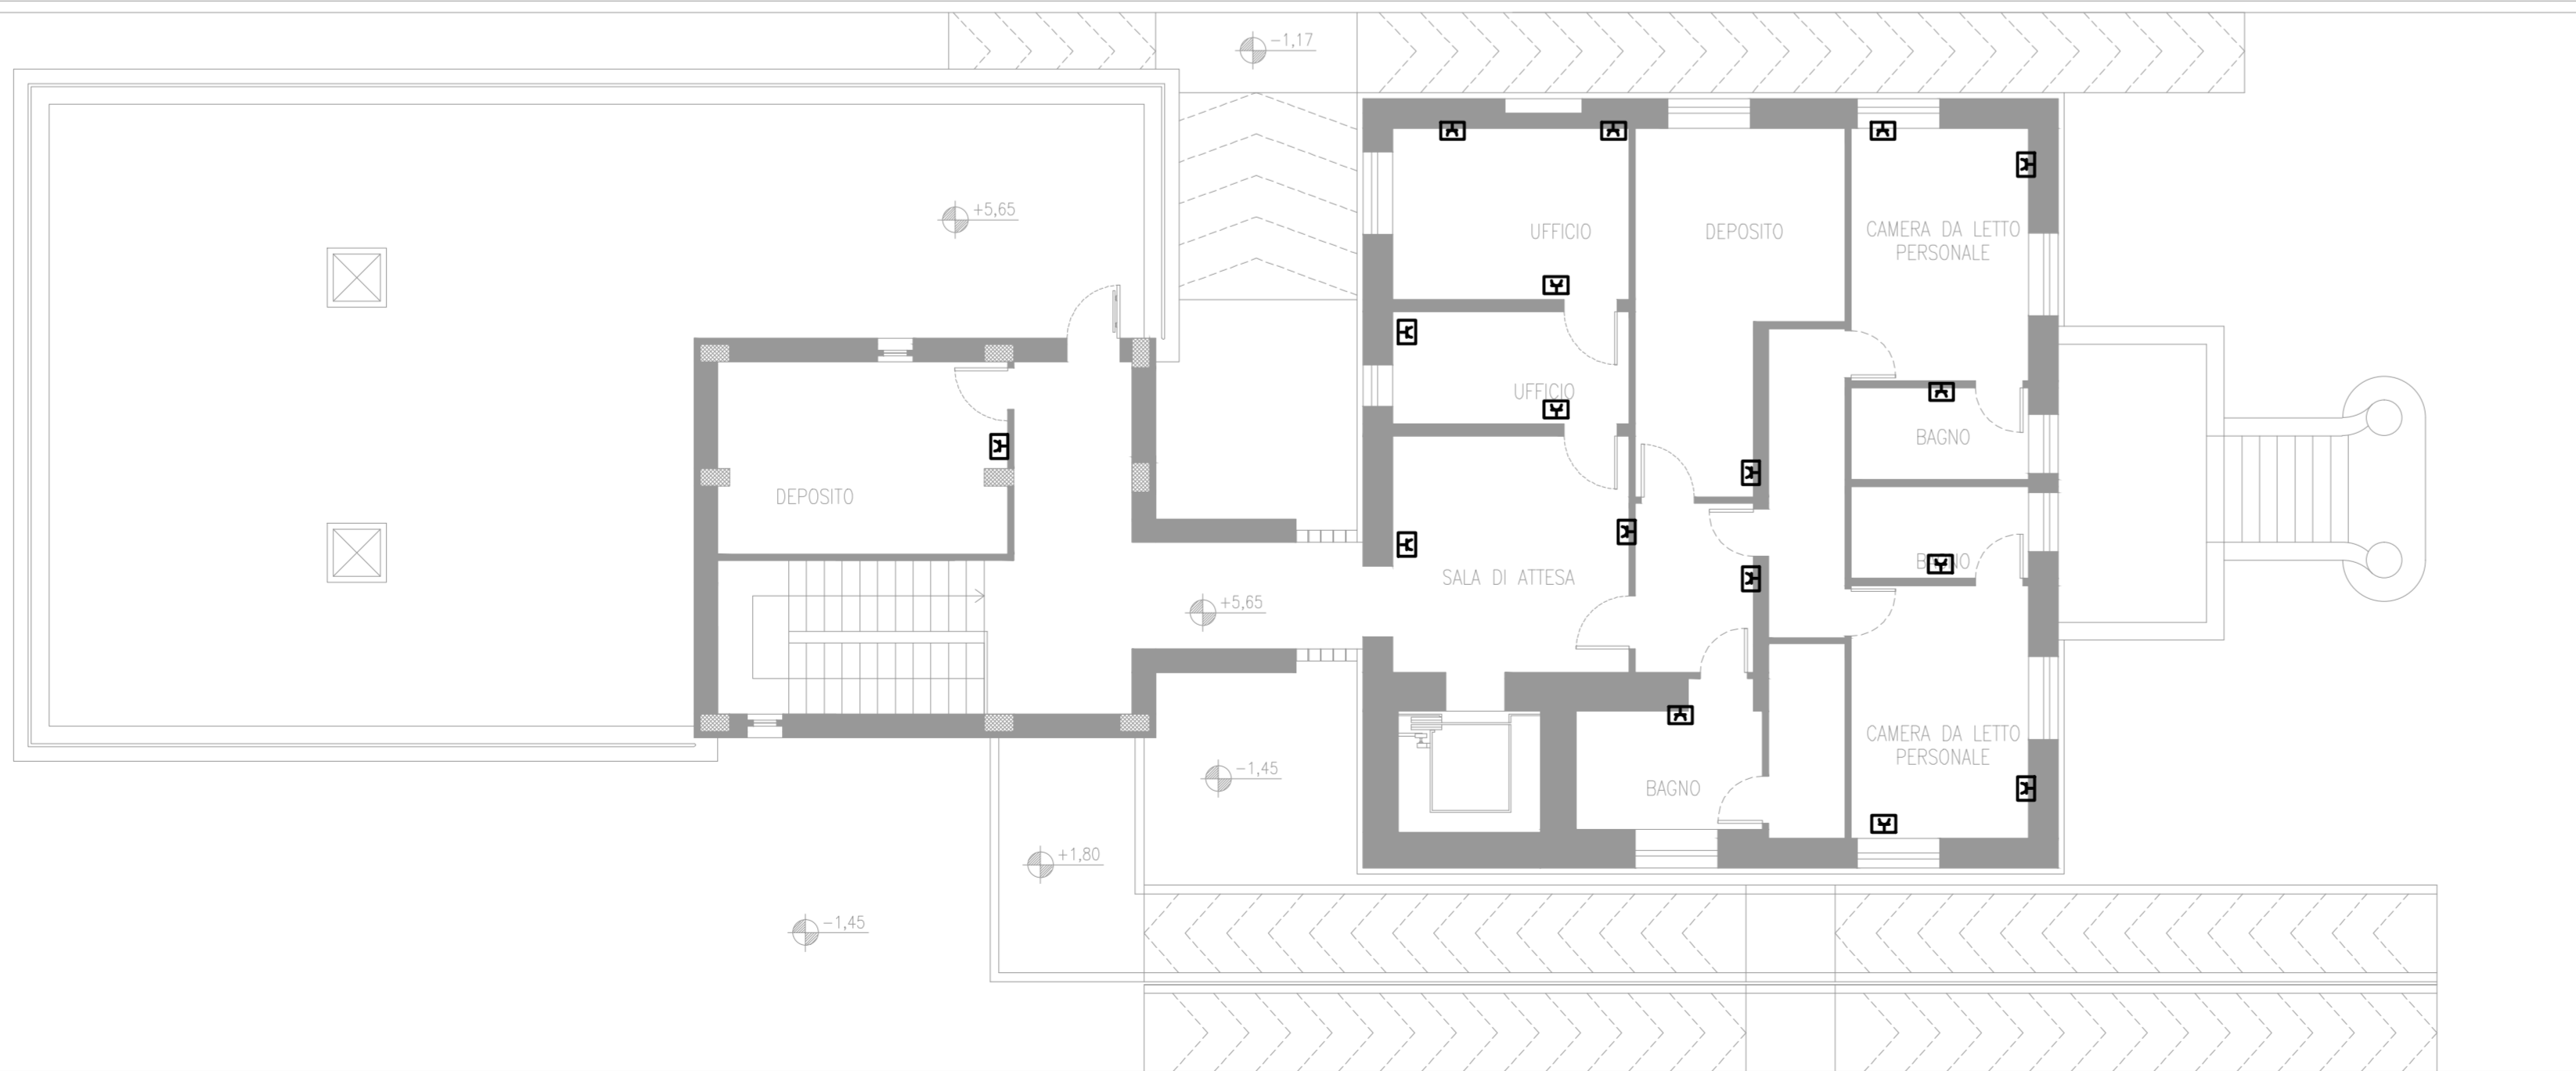 -1,17
+5,65
UFFICIO
DEPOSITO
CAMERA DA LETTO
PERSONALE
UFFICIO
BAGNO
DEPOSITO
SALA DI ATTESA
+5,65
CAMERA DA LETTO
PERSONALE
-1,45
BAGNO
+1,80
-1,45